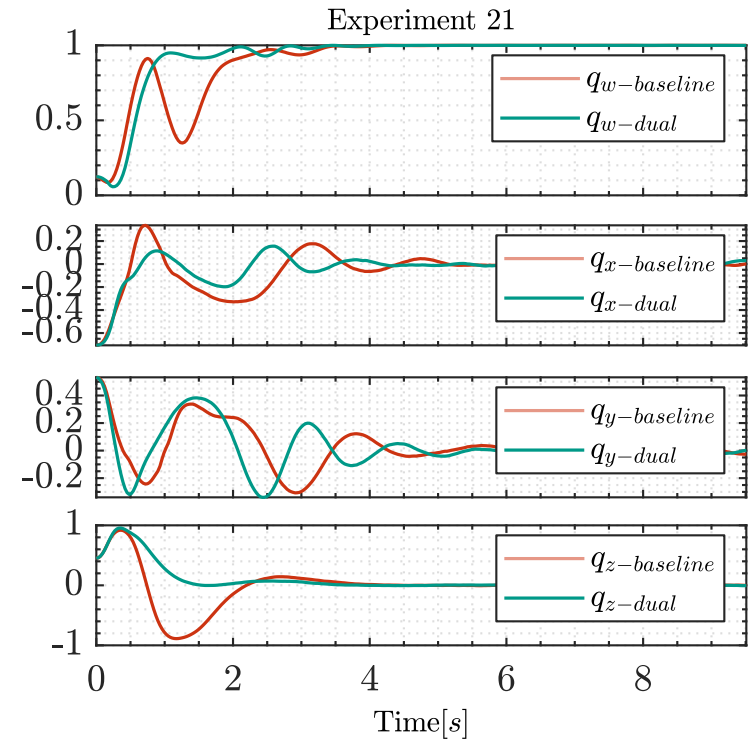 Experiment 21
1
0.5
0
q_{w-baseline}
q_{w-dual}
0.2
0
-0.2
-0.4
-0.6
q_{x-baseline}
q_{x-dual}
0.4
0.2
0
-0.2
q_{y-baseline}
q_{y-dual}
1
0
-1
q_{z-baseline}
q_{z-dual}
0 2 4 6 8
Time[s]